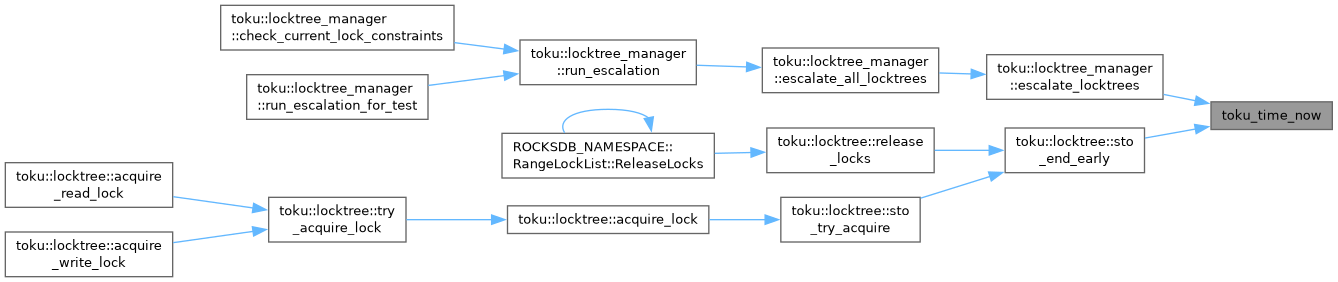 toku::locktree_manager
::check_current_lock_constraints
toku::locktree_manager
::run_escalation_for_test
toku::locktree_manager
::run_escalation
toku::locktree_manager
::escalate_all_locktrees
toku::locktree_manager
::escalate_locktrees
toku_time_now
ROCKSDB_NAMESPACE::
RangeLockList::ReleaseLocks
toku::locktree::release
_locks
toku::locktree::sto
_end_early
toku::locktree::acquire
_read_lock
toku::locktree::acquire
_write_lock
toku::locktree::try
_acquire_lock
toku::locktree::acquire_lock
toku::locktree::sto
_try_acquire